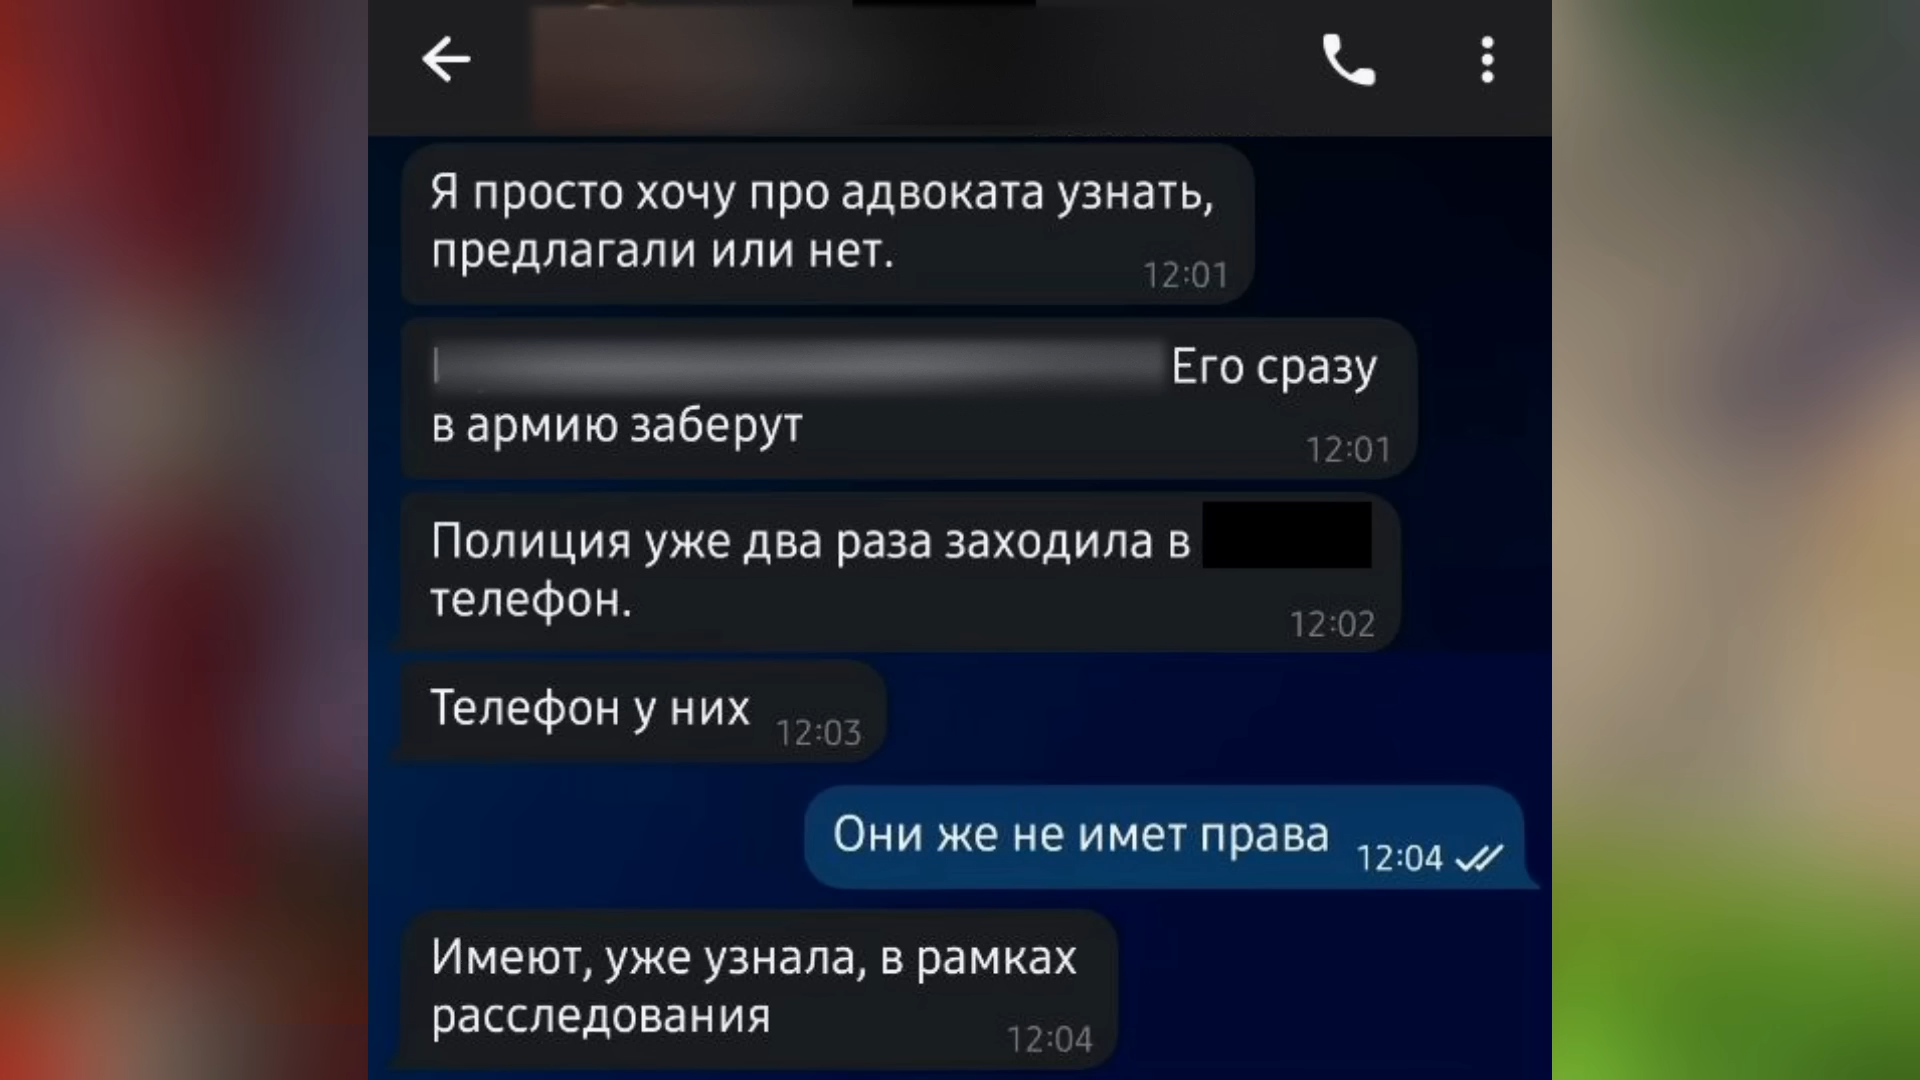 Я просто хочу про адвоката узнать,
предлагали или нет.
12:01
Его сразу
в армию заберут
12:01
Полиция уже два раза заходила в
телефон.
12:02
Телефон у них 12:03
Они же не имет права 12:04
Имеют, уже узнала, в рамках
расследования
12:04